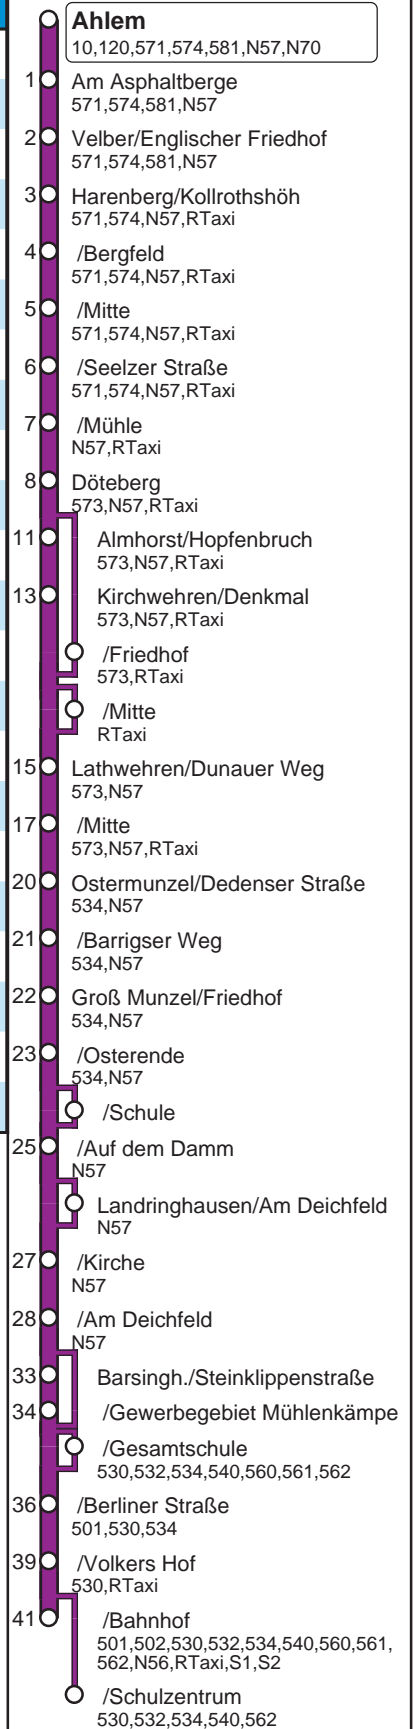 Ahlem
10,120,571,574,581,N57,N70
1 Am Asphaltberge
571,574,581,N57
2 Velber/Englischer Friedhof
571,574,581,N57
3 Harenberg/Kollrothshöh
571,574,N57,RTaxi
4 /Bergfeld
571,574,N57,RTaxi
5 /Mitte
571,574,N57,RTaxi
6 /Seelzer Straße
571,574,N57,RTaxi
7 /Mühle
N57,RTaxi
8 Döteberg
573,N57,RTaxi
11 Almhorst/Hopfenbruch
573,N57,RTaxi
13 Kirchwehren/Denkmal
573,N57,RTaxi
/Friedhof
573,RTaxi
/Mitte
RTaxi
15 Lathwehren/Dunauer Weg
573,N57
17 /Mitte
573,N57,RTaxi
20 Ostermunzel/Dedenser Straße
534,N57
21 /Barrigser Weg
534,N57
22 Groß Munzel/Friedhof
534,N57
23 /Osterende
534,N57
/Schule
25 /Auf dem Damm
N57
Landringhausen/Am Deichfeld
N57
27 /Kirche
N57
28 /Am Deichfeld
N57
33 Barsingh./Steinklippenstraße
34 /Gewerbegebiet Mühlenkämpe
/Gesamtschule
530,532,534,540,560,561,562
36 /Berliner Straße
501,530,534
39 /Volkers Hof
530,RTaxi
41 /Bahnhof
501,502,530,532,534,540,560,561,
562,N56,RTaxi,S1,S2
/Schulzentrum
530,532,534,540,562